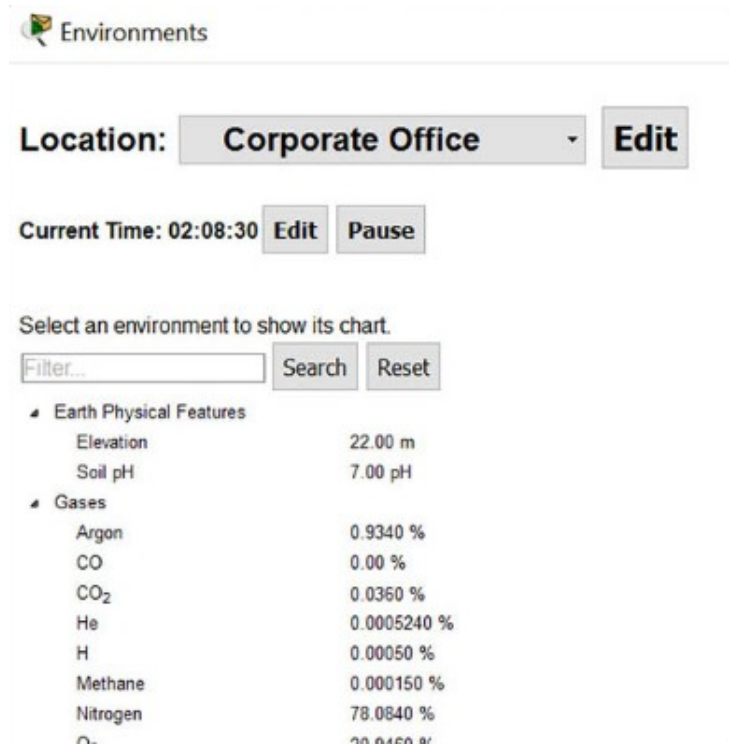 Environments
Location: Corporate Office Edit
Current Time: 02:08:30 Edit Pause
Select an environment to show its chart.
Filter... Search Reset
Earth Physical Features
Elevation 22.00 m
Soil pH 7.00 pH
Gases
Argon 0.9340 %
CO 0.00 %
CO₂ 0.0360 %
He 0.0005240 %
H 0.00050 %
Methane 0.000150 %
Nitrogen 78.0840 %